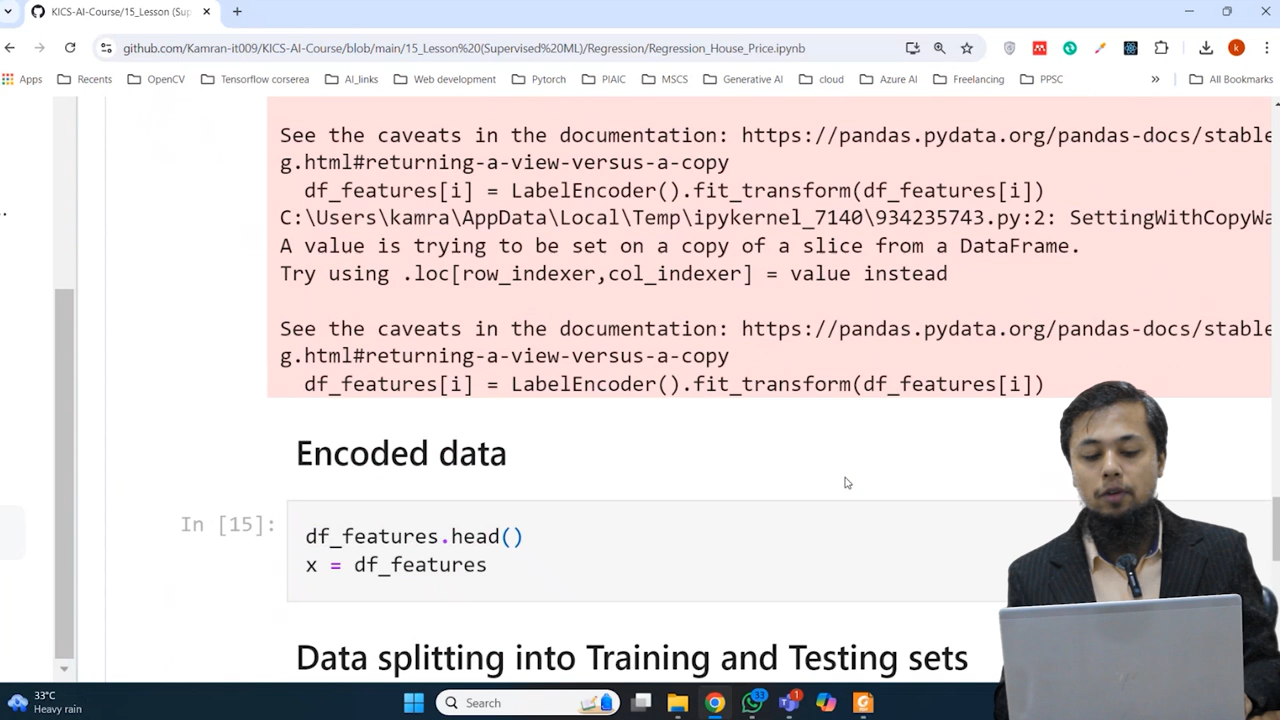 KICS-AI-Course/15_Lesson (Sup
github.com/Kamran-it009/KICS-AI-Course/blob/main/15_Lesson%20(Supervised%20ML)/Regression/Regression_House_Price.ipynb
k
Apps Recents OpenCV Tensorflow corsera AI_links Web development Pytorch PIAIC MSCS Generative AI cloud Azure AI Freelancing PPSC » All Bookmarks
See the caveats in the documentation: https://pandas.pydata.org/pandas-docs/stable
g.html#returning-a-view-versus-a-copy
df_features[i] = LabelEncoder().fit_transform(df_features[i])
C:\Users\kamra\AppData\Local\Temp\ipykernel_7140\934235743.py:2: SettingWithCopyWa
A value is trying to be set on a copy of a slice from a DataFrame.
Try using .loc[row_indexer,col_indexer] = value instead
See the caveats in the documentation: https://pandas.pydata.org/pandas-docs/stable
g.html#returning-a-view-versus-a-copy
df_features[i] = LabelEncoder().fit_transform(df_features[i])
Encoded data
In [15]:
df_features.head()
x = df_features
Data splitting into Training and Testing sets
33°C
Heavy rain
Search
33
1